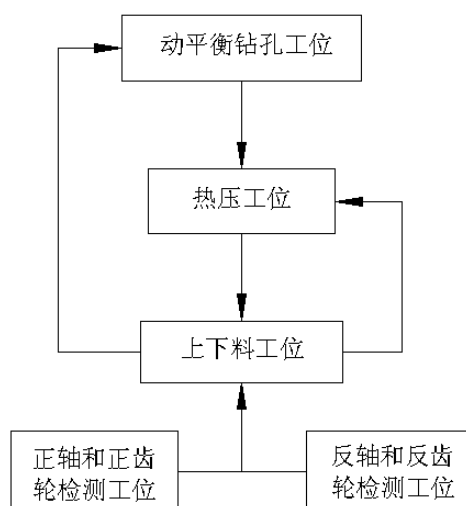 动平衡钻孔工位
热压工位
上下料工位
正轴和正齿
轮检测工位
反轴和反齿
轮检测工位